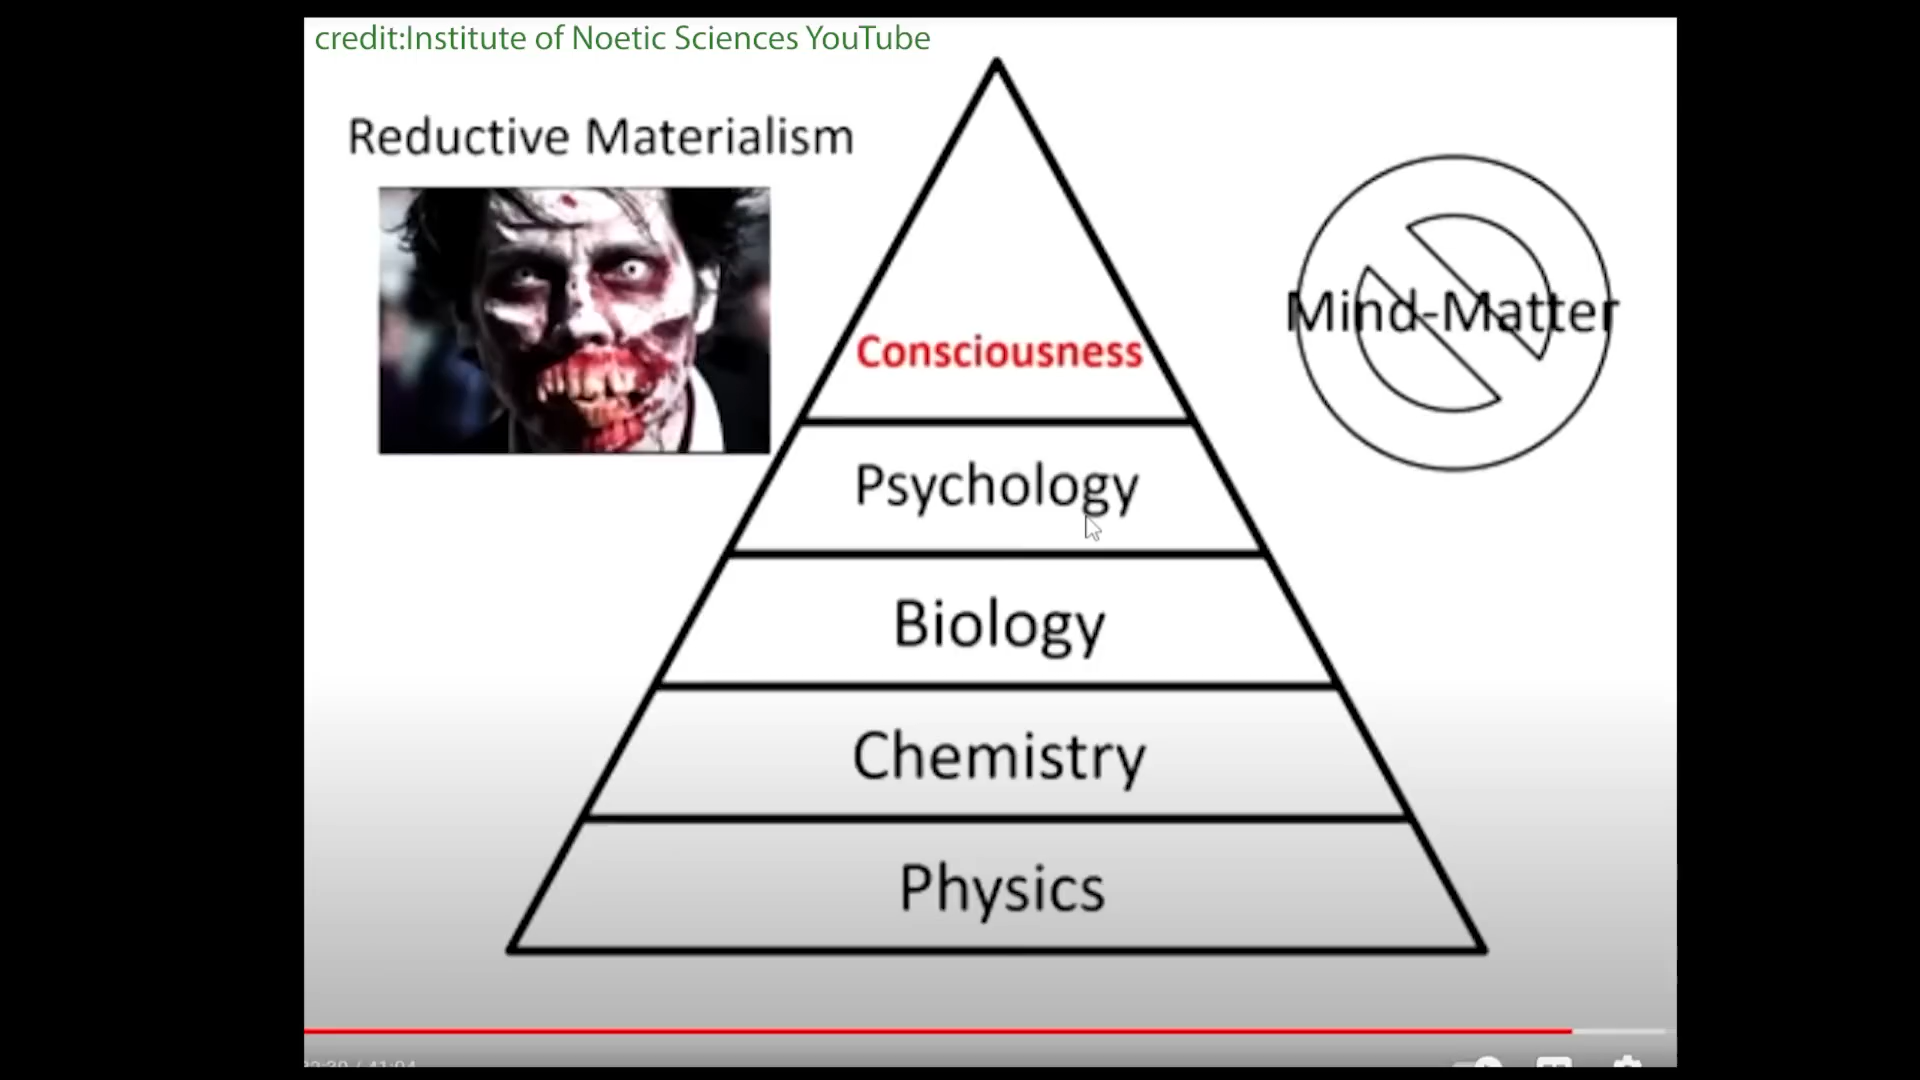 credit:Institute of Noetic Sciences YouTube
Reductive Materialism
Mind-Matter
Consciousness
Psychology
Biology
Chemistry
Physics